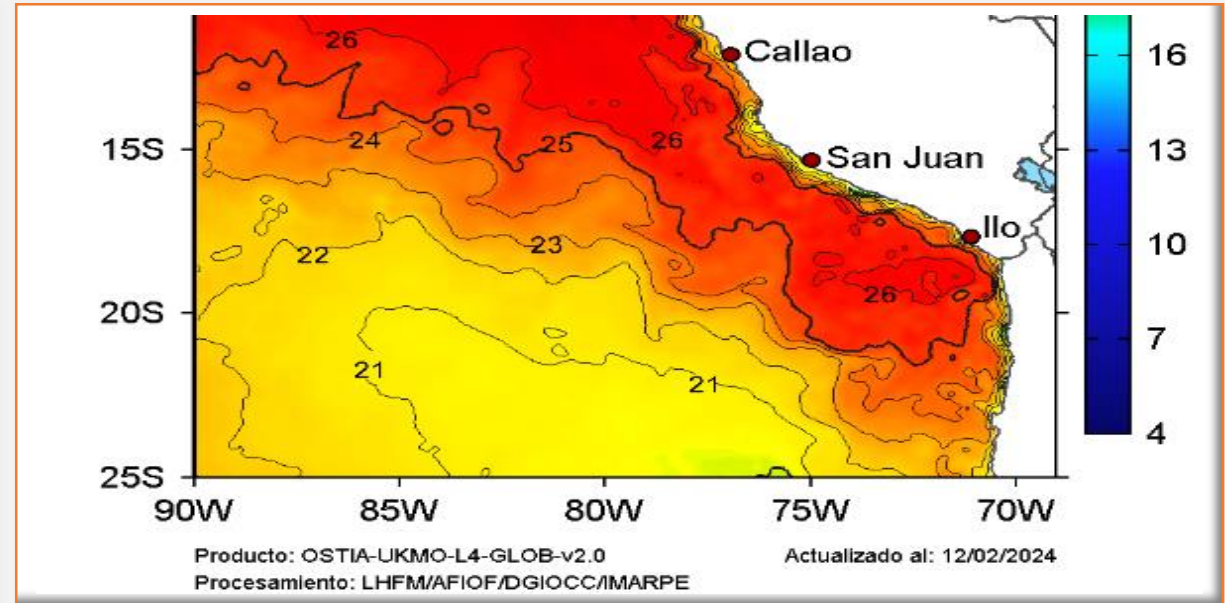 26
Callao
16
24
25
26
15S
San Juan
13
Ilo
22
23
10
26
20S
21
21
7
4
25S
90W 85W 80W 75W 70W
Producto: OSTIA-UKMO-L4-GLOB-v2.0
Actualizado al: 12/02/2024
Procesamiento: LHFM/AFIOF/DGIOCC/IMARPE